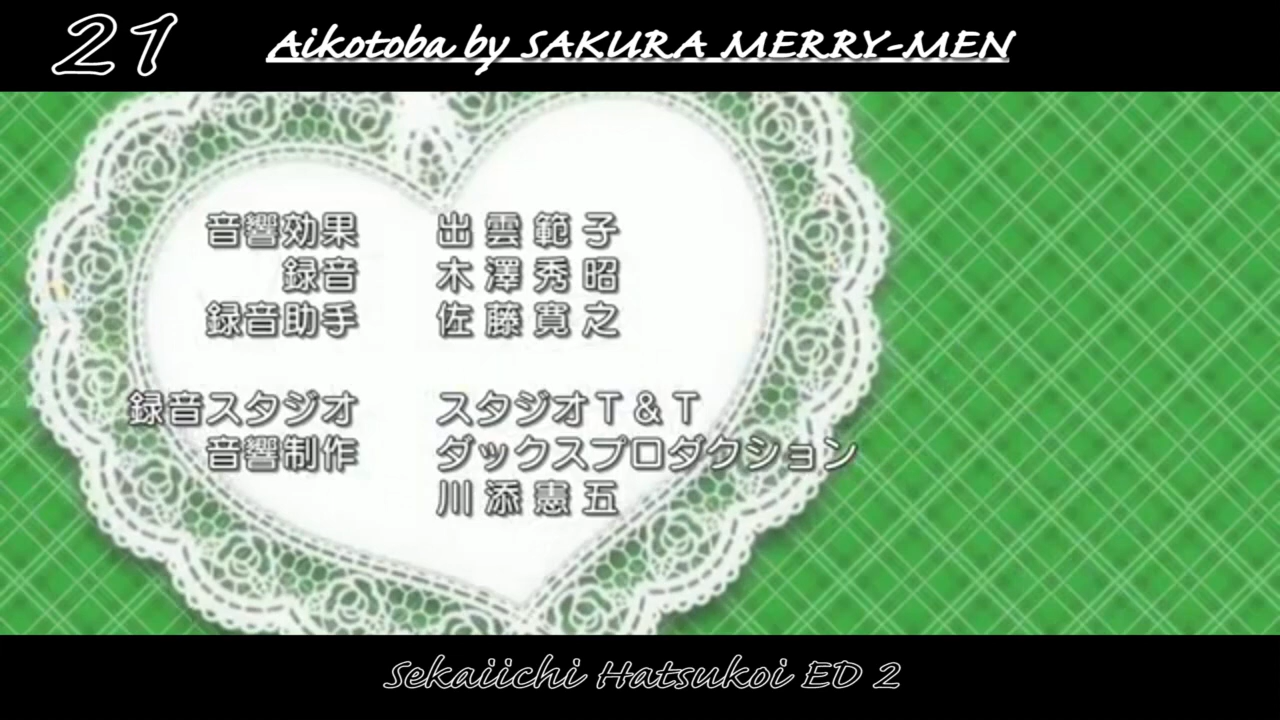 21
Aikotoba by SAKURA MERRY-MEN
音響効果 出雲範子
録音 木澤秀昭
録音助手 佐藤寛之
録音スタジオ スタジオT&T
音響制作 ダックスプロダクション
川添憲五
Sekaiichi Hatsukoi ED 2